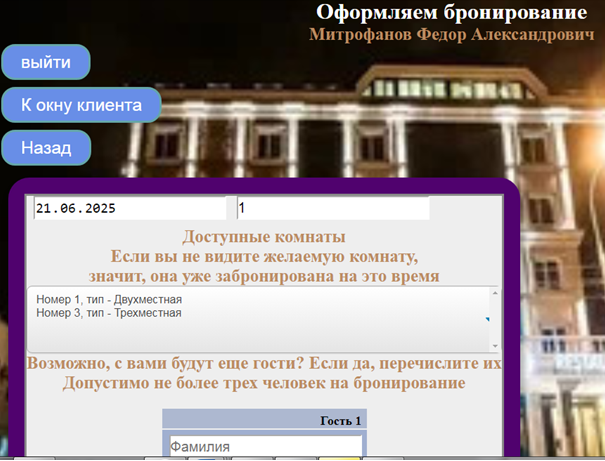 Оформляем бронирование
Митрофанов Федор Александрович
выйти
К окну клиента
Назад
21.06.2025
1
Доступные комнаты
Если вы не видите желаемую комнату,
значит, она уже забронирована на это время
Номер 1, тип - Двухместная
Номер 3, тип - Трехместная
Возможно, с вами будут еще гости? Если да, перечислите их
Допустимо не более трех человек на бронирование
Гость 1
Фамилия